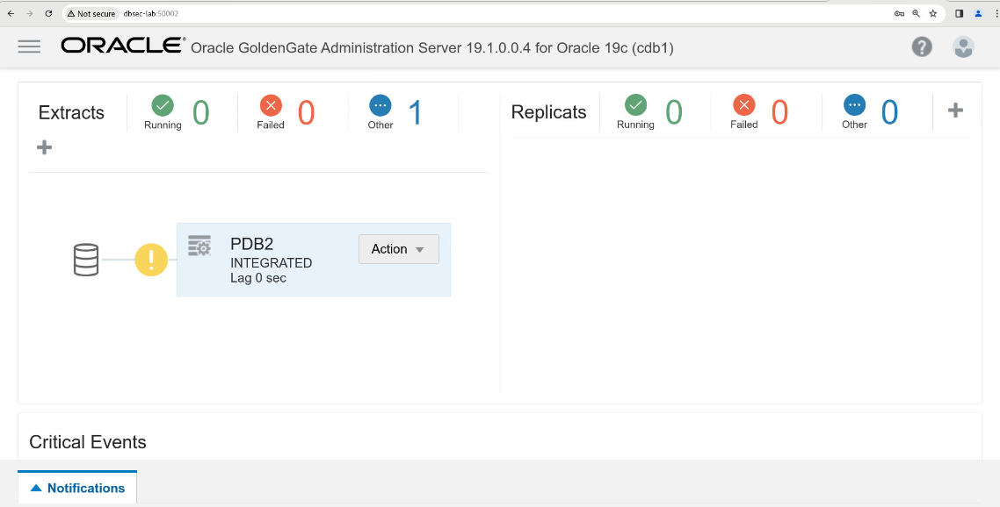 Not secure dbsec-lab:50002
ORACLE® Oracle GoldenGate Administration Server 19.1.0.0.4 for Oracle 19c (cdb1)
Extracts
Running 0
Failed 0
Other 1
PDB2
INTEGRATED
Lag 0 sec
Action
Replicats
Running 0
Failed 0
Other 0
Critical Events
Notifications